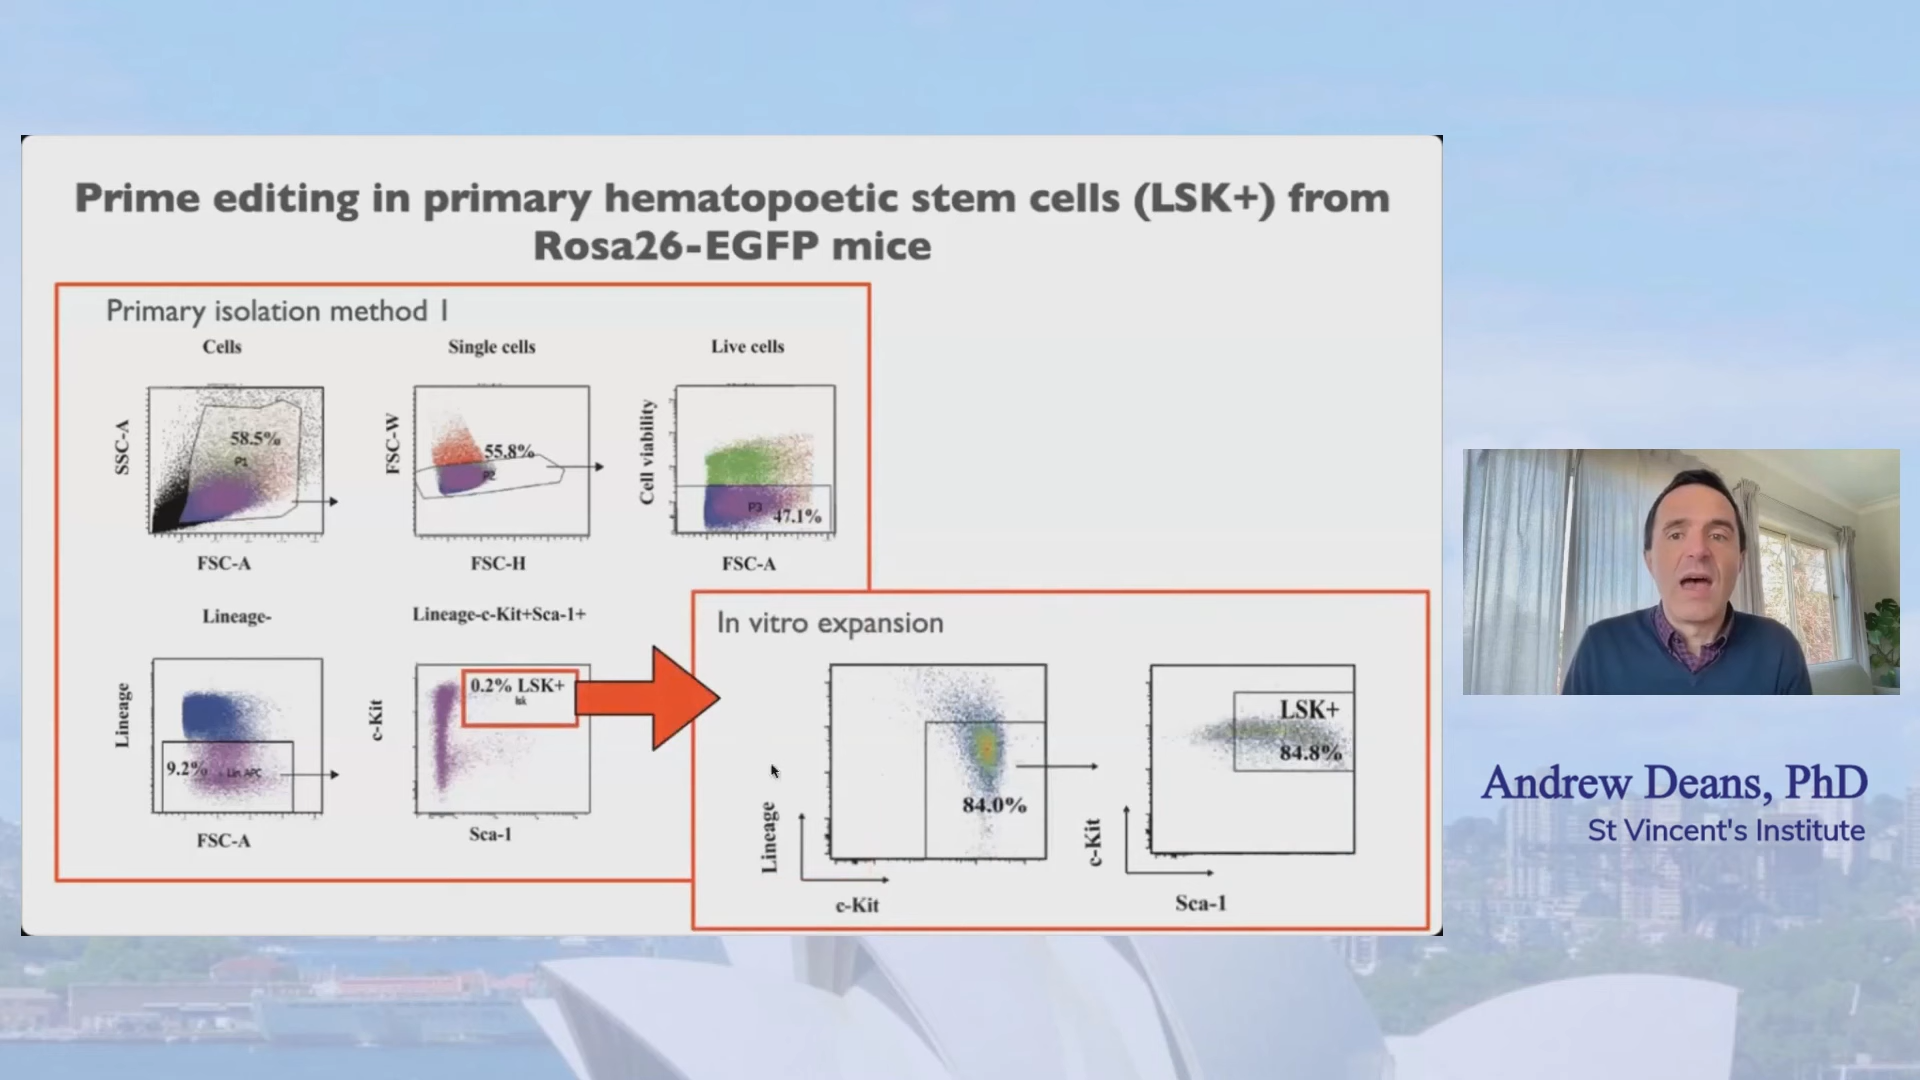 Prime editing in primary hematopoetic stem cells (LSK+) from
Rosa26-EGFP mice
Primary isolation method 1
Cells
Single cells
Live cells
SSC-A
58.5%
P1
FSC-A
FSC-W
55.8%
P2
FSC-H
Cell viability
P3
47.1%
FSC-A
Lineage-
Lineage-c-Kit+Sca-1+
Lineage
9.2%
Lin APC
FSC-A
c-Kit
0.2% LSK+
lsk
Sca-1
In vitro expansion
Lineage
84.0%
c-Kit
c-Kit
LSK+
84.8%
Sca-1
Andrew Deans, PhD
St Vincent's Institute